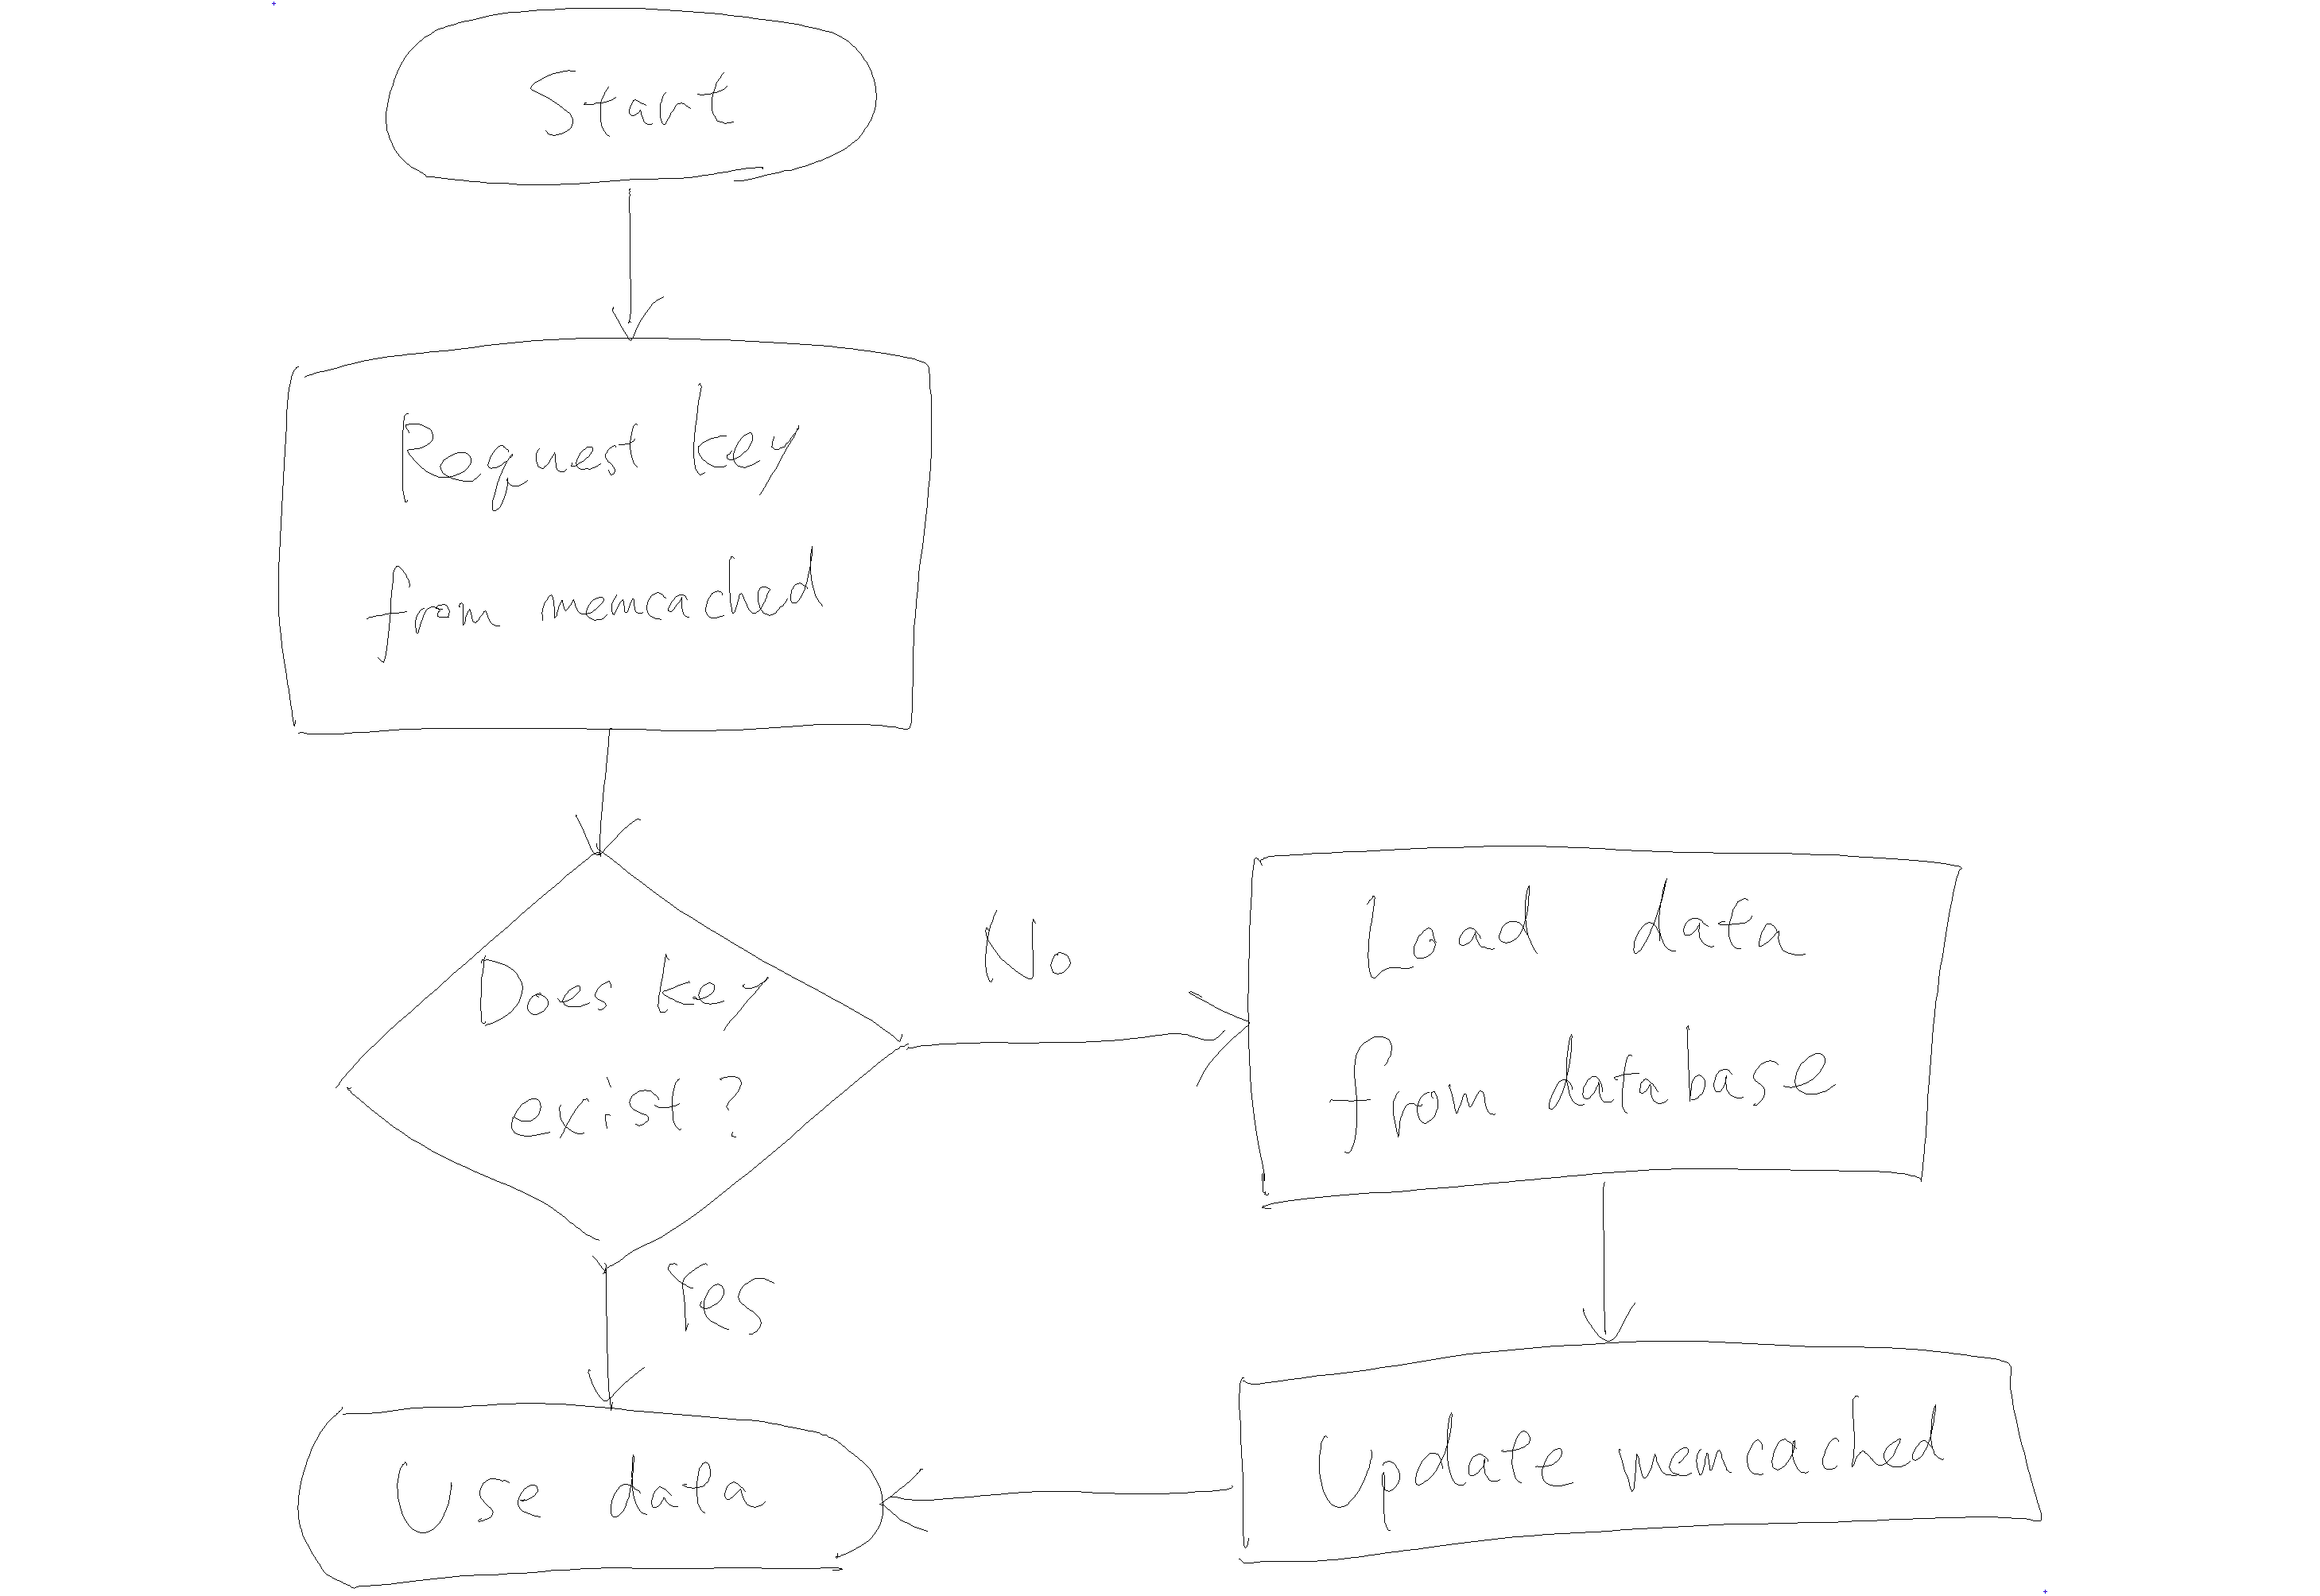 Start
Request key
from memcached
Does key
exist?
No
Load data
from database
Yes
Use data
Update memcached